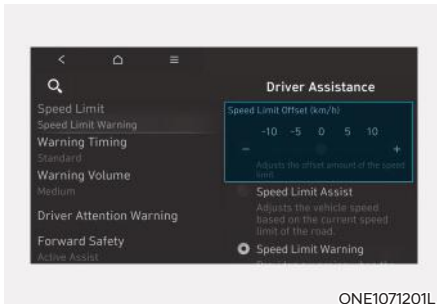 Driver Assistance
Speed Limit
Speed Limit Warning
Warning Timing
Standard
Warning Volume
Medium
Driver Attention Warning
Forward Safety
Active Assist
Speed Limit Offset (km/h)
-10 -5 0 5 10
− +
Adjusts the offset amount of the speed
limit.
Speed Limit Assist
Adjusts the vehicle speed
based on the current speed
limit of the road.
Speed Limit Warning
ONE1071201L